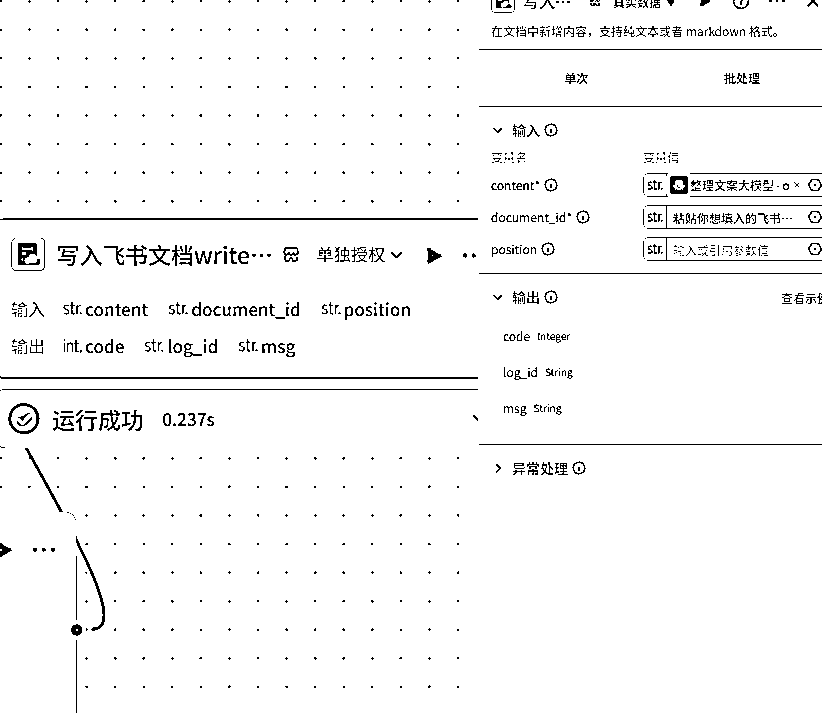 写入飞书文档write… 单独授权
输入 str.content str.document_id str.position
输出 int.code str.log_id str.msg
运行成功 0.237s
写入… 真实数据
在文档中新增内容，支持纯文本或者 markdown 格式。
单次 批处理
输入
变量名 变量值
content* str. 整理文案大模型 - o ×
document_id* str. 粘贴你想填入的飞书…
position str. 输入或引用参数值
输出 查看示例
code Integer
log_id String
msg String
异常处理